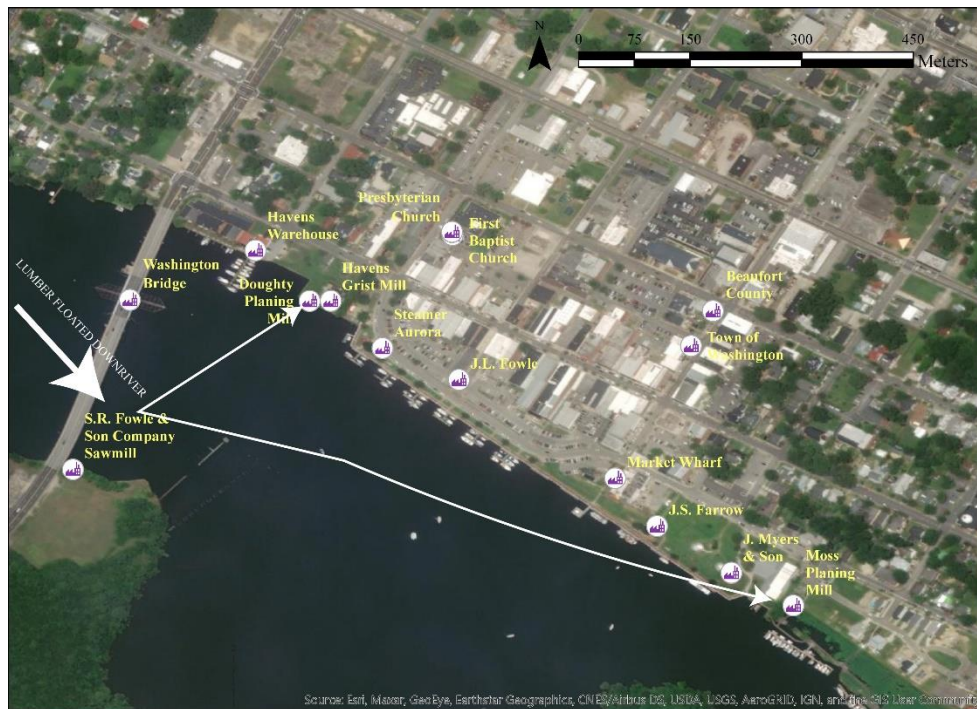 N
0 75 150 300 450
Meters
Presbyterian
Church
First
Baptist
Church
Havens
Warehouse
Washington
Bridge
Doughty
Planing
Mill
Havens
Grist Mill
Steamer
Aurora
J.L. Fowle
Beaufort
County
Town of
Washington
LUMBER FLOATED DOWNRIVER
S.R. Fowle &
Son Company
Sawmill
Market Wharf
J.S. Farrow
J. Myers
& Son
Moss
Planing
Mill
Source: Esri, Maxar, GeoEye, Earthstar Geographics, CNES/Airbus DS, USDA, USGS, AeroGRID, IGN, and the GIS User Community